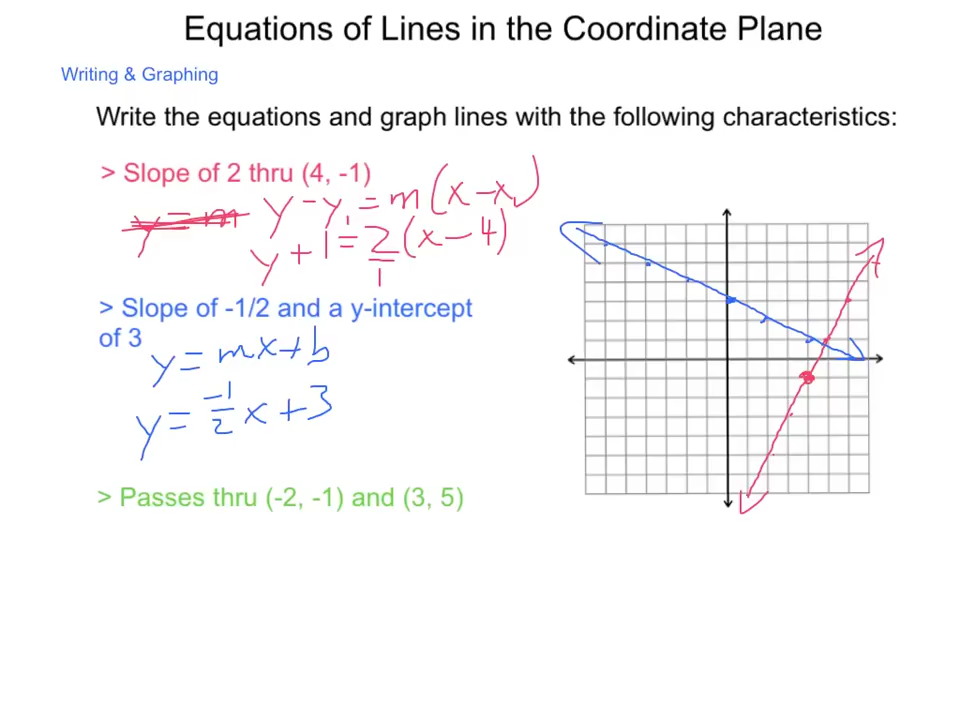 Equations of Lines in the Coordinate Plane
Writing & Graphing
Write the equations and graph lines with the following characteristics:
> Slope of 2 thru (4, -1)
y = m
y - y₁ = m(x - x₁)
y + 1 = 2/1 (x - 4)
> Slope of -1/2 and a y-intercept
of 3
y = mx + b
y = -1/2 x + 3
> Passes thru (-2, -1) and (3, 5)